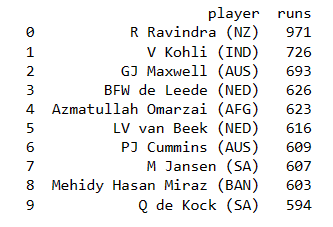 player runs
0 R Ravindra (NZ) 971
1 V Kohli (IND) 726
2 GJ Maxwell (AUS) 693
3 BFW de Leede (NED) 626
4 Azmatullah Omarzai (AFG) 623
5 LV van Beek (NED) 616
6 PJ Cummins (AUS) 609
7 M Jansen (SA) 607
8 Mehidy Hasan Miraz (BAN) 603
9 Q de Kock (SA) 594